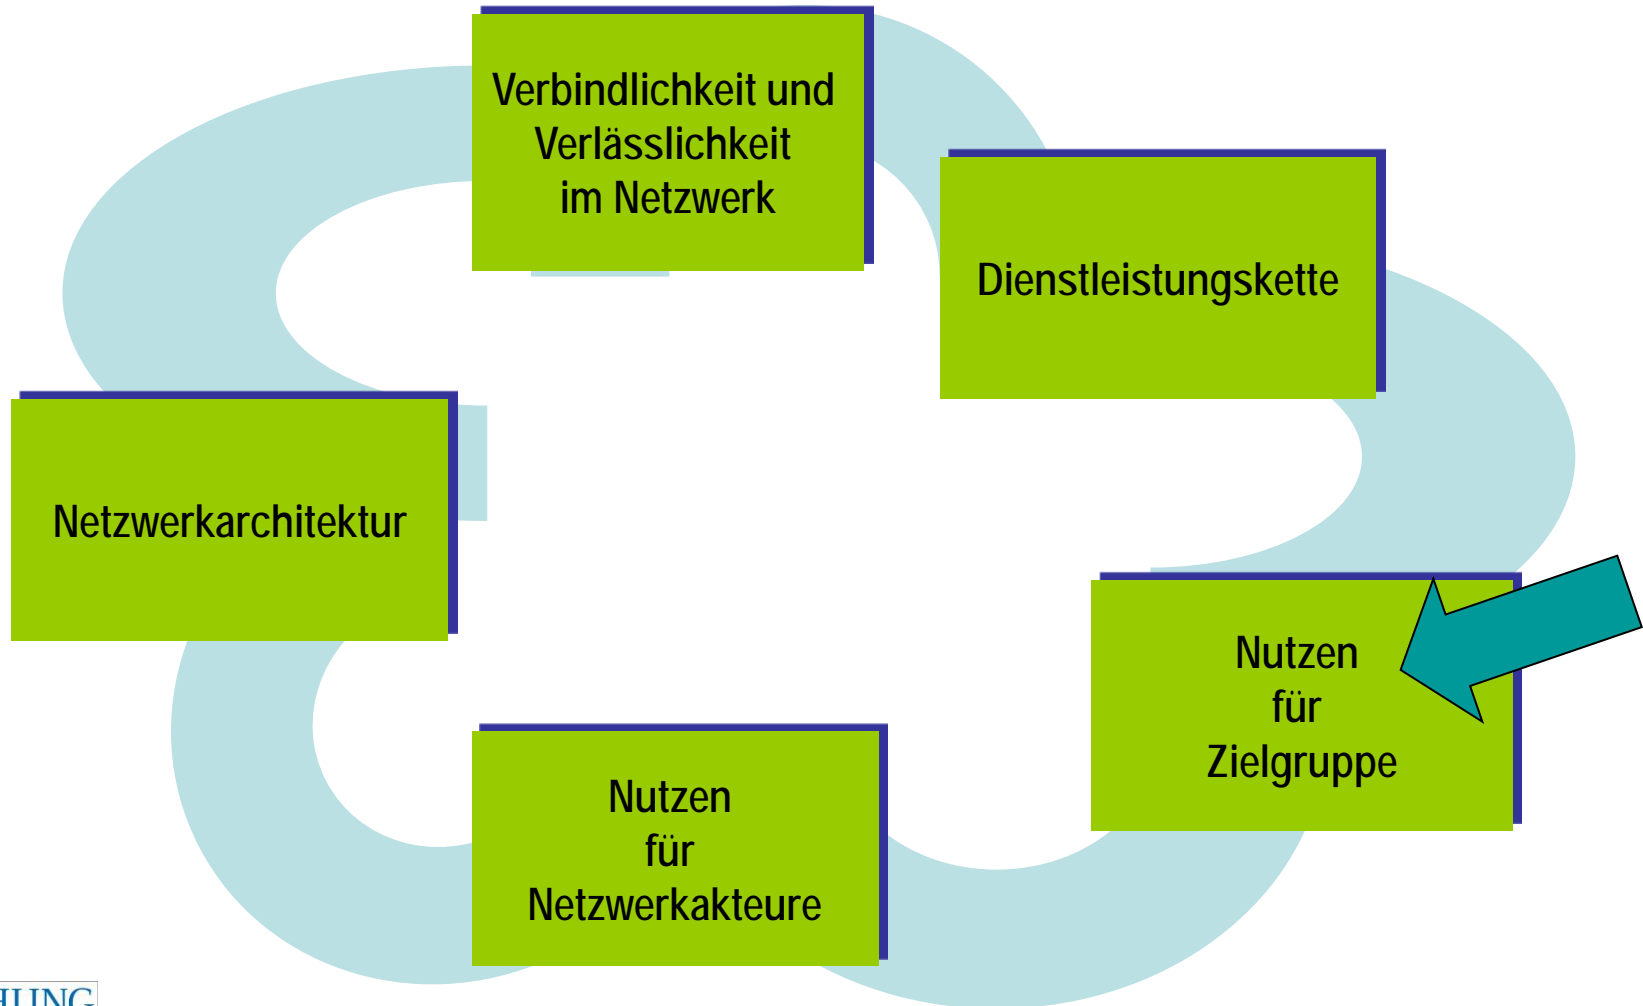 Verbindlichkeit und
Verlässlichkeit
im Netzwerk
Dienstleistungskette
Netzwerkarchitektur
Nutzen
für
Zielgruppe
Nutzen
für
Netzwerkakteure